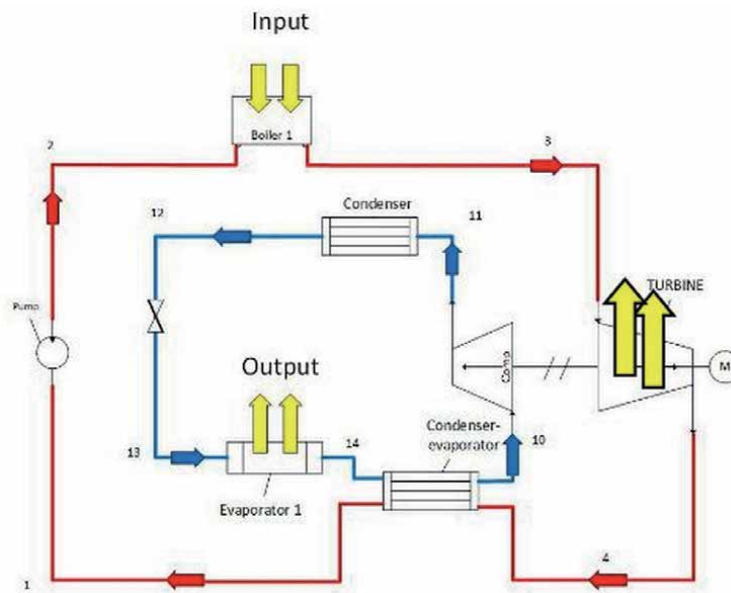 Input
Boiler 1
2
3
12
Condenser
11
TURBINE
Pump
Comp
M
Output
Condenser-
evaporator
13
14
10
Evaporator 1
4
1